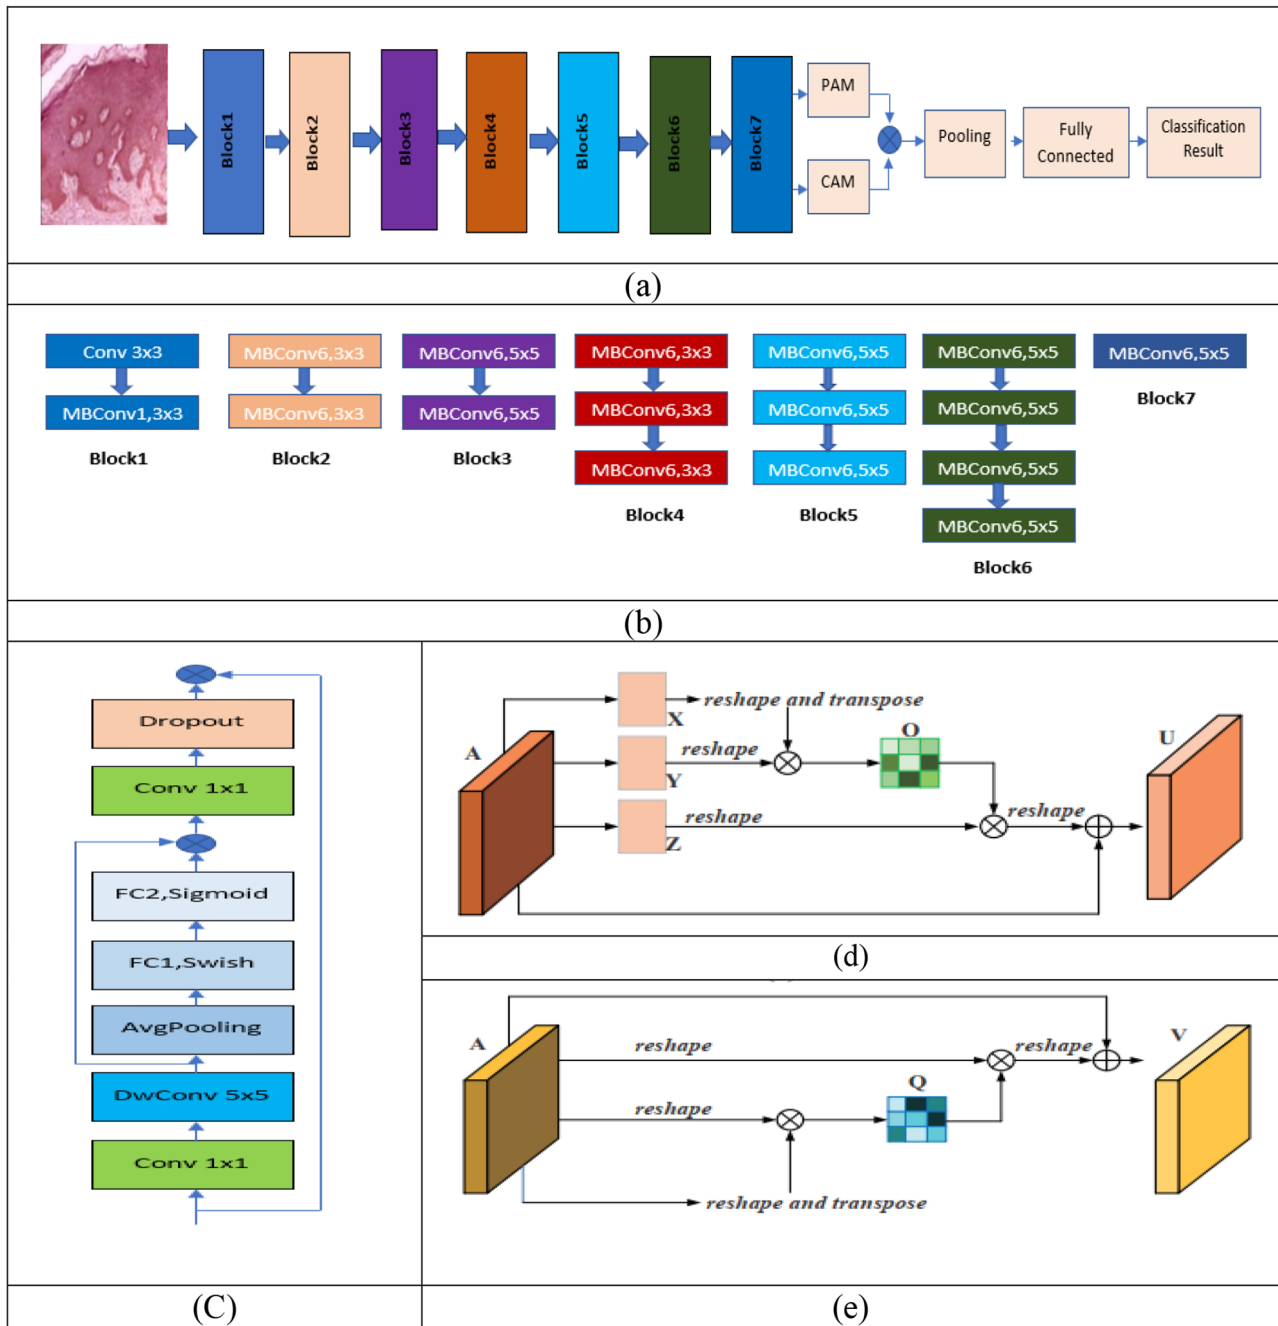 Block1
Block2
Block3
Block4
Block5
Block6
Block7
PAM
CAM
Pooling
Fully
Connected
Classification
Result
(a)
Conv 3x3
MBConv1,3x3
Block1
MBConv6,3x3
MBConv6,3x3
Block2
MBConv6,5x5
MBConv6,5x5
Block3
MBConv6,3x3
MBConv6,3x3
MBConv6,3x3
Block4
MBConv6,5x5
MBConv6,5x5
MBConv6,5x5
Block5
MBConv6,5x5
MBConv6,5x5
MBConv6,5x5
MBConv6,5x5
Block6
MBConv6,5x5
Block7
(b)
Dropout
Conv 1x1
FC2,Sigmoid
FC1,Swish
AvgPooling
DwConv 5x5
Conv 1x1
(C)
A
X
reshape and transpose
Y
reshape
O
Z
reshape
reshape
U
(d)
A
reshape
reshape
V
reshape
Q
reshape and transpose
(e)